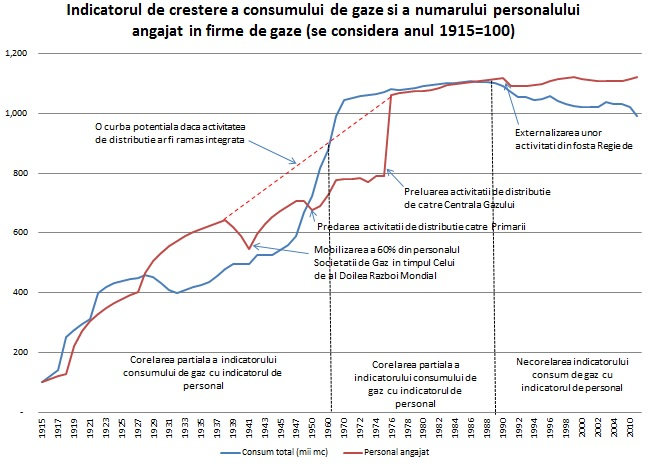 Indicatorul de crestere a consumului de gaze si a numarului personalului
angajat in firme de gaze (se considera anul 1915=100)
1,200
1,000
800
600
400
200
-
O curba potentiala daca activitatea
de distributie ar fi ramas integrata
Externalizarea unor
activitati din fosta Regie de
Preluarea activitatii de distributie
de catre Centrala Gazului
Predarea activitatii de distributie catre Primarii
Mobilizarea a 60% din personalul
Societatii de Gaz in timpul Celui
de al Doilea Razboi Mondial
Corelarea partiala a indicatorului
consumului de gaz cu indicatorul de
personal
Corelarea partiala a
indicatorului consumului de
gaz cu indicatorul de
personal
Necorelarea indicatorului
consum de gaz cu
indicatorul de personal
1915 1917 1919 1921 1923 1925 1927 1929 1931 1933 1935 1937 1939 1941 1943 1945 1947 1950 1960 1970 1972 1974 1976 1978 1980 1982 1984 1986 1988 1990 1992 1994 1996 1998 2000 2002 2004 2006 2008 2010
Consum total (mii mc)
Personal angajat